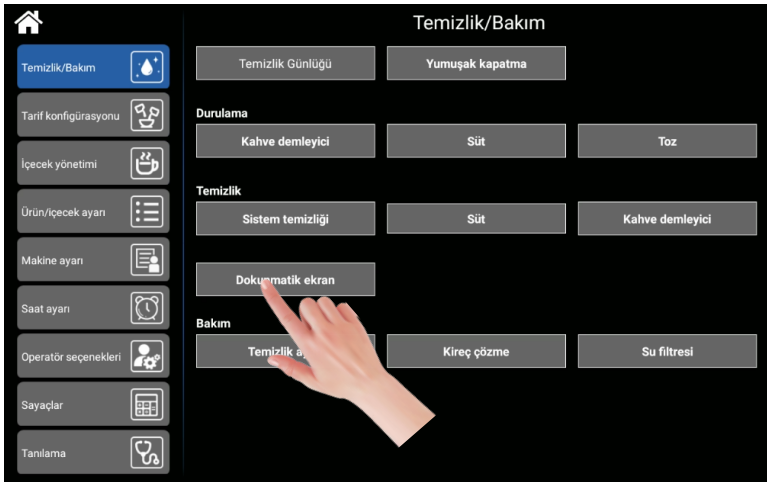 Temizlik/Bakım
Temizlik/Bakım
Tarif konfigürasyonu
İçecek yönetimi
Ürün/içecek ayarı
Makine ayarı
Saat ayarı
Operatör seçenekleri
Sayaçlar
Tanılama
Temizlik Günlüğü
Yumuşak kapatma
Durulama
Kahve demleyici
Süt
Toz
Temizlik
Sistem temizliği
Süt
Kahve demleyici
Dokunmatik ekran
Bakım
Temizlik
Kireç çözme
Su filtresi